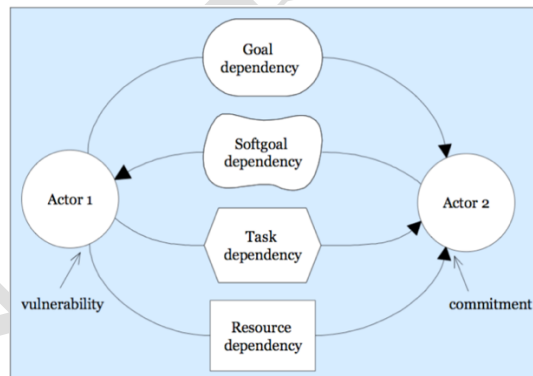 Goal
dependency
Softgoal
dependency
Actor 1
Actor 2
Task
dependency
vulnerability
commitment
Resource
dependency